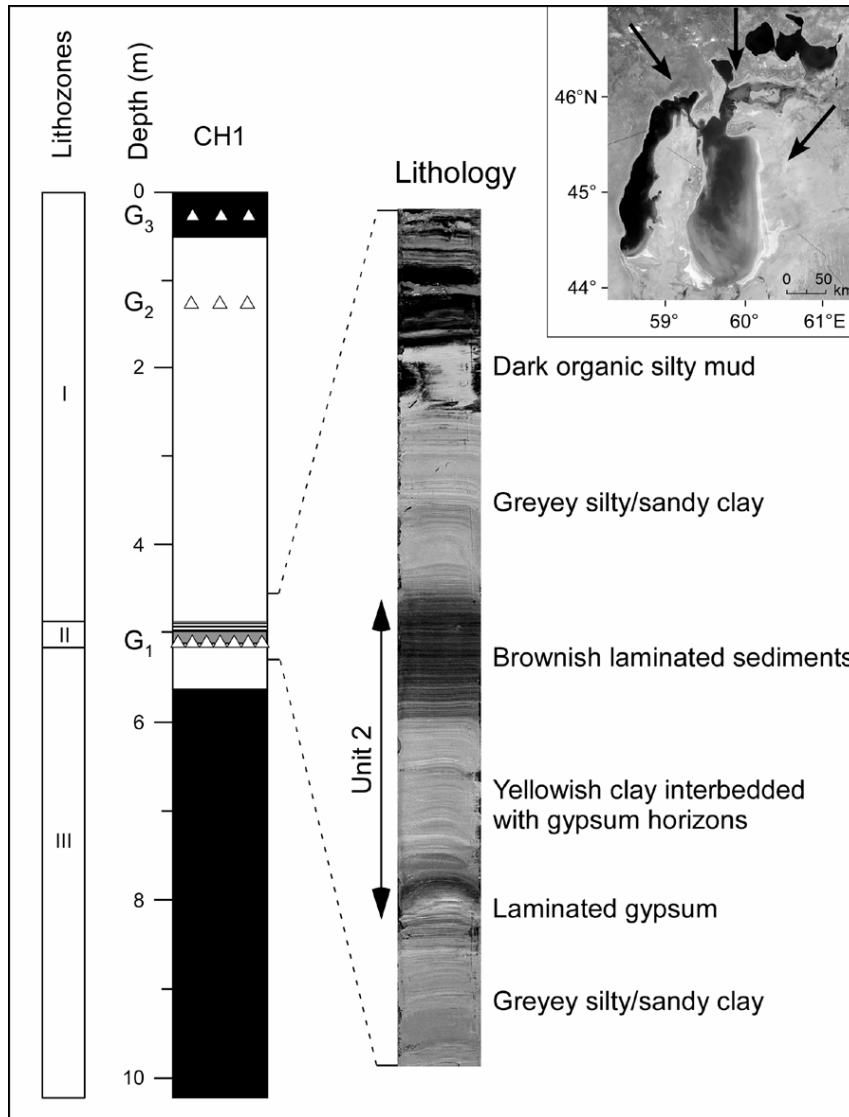 Lithozones
Depth (m)
CH1
0
2
4
6
8
10
G3
G2
G1
I
II
III
Lithology
Unit 2
Dark organic silty mud
Greyey silty/sandy clay
Brownish laminated sediments
Yellowish clay interbedded
with gypsum horizons
Laminated gypsum
Greyey silty/sandy clay
46°N
45°
44°
59°
60°
61°E
0 50
km